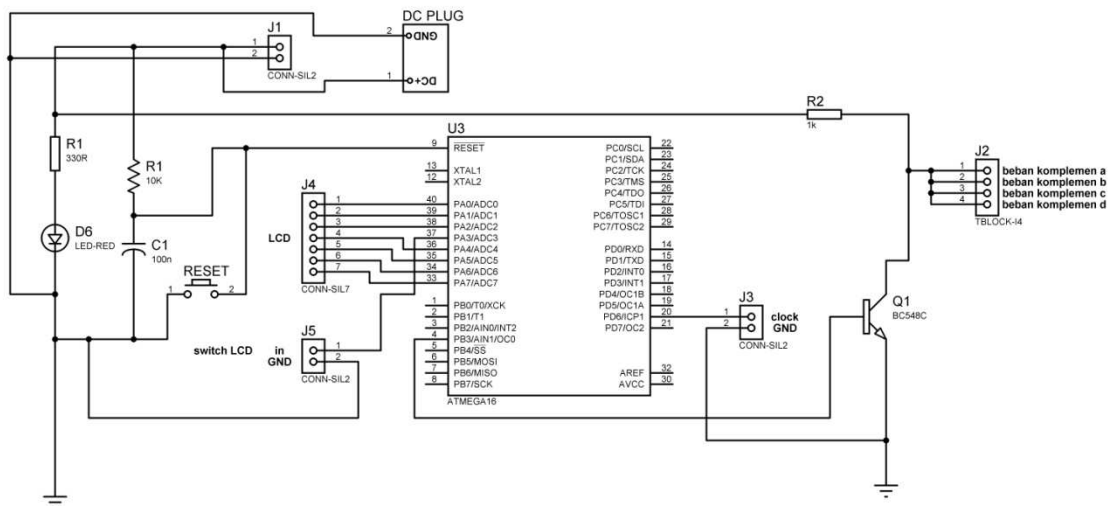 DC PLUG
J1
1
2
CONN-SIL2
2
GND
1
DC+
R2
1k
R1
330R
R1
10K
D6
LED-RED
C1
100n
RESET
1
2
U3
9
RESET
13
XTAL1
12
XTAL2
40
PA0/ADC0
39
PA1/ADC1
38
PA2/ADC2
37
PA3/ADC3
36
PA4/ADC4
35
PA5/ADC5
34
PA6/ADC6
33
PA7/ADC7
1
PB0/T0/XCK
2
PB1/T1
3
PB2/AIN0/INT2
4
PB3/AIN1/OC0
5
PB4/SS
6
PB5/MOSI
7
PB6/MISO
8
PB7/SCK
PC0/SCL
22
PC1/SDA
23
PC2/TCK
24
PC3/TMS
25
PC4/TDO
26
PC5/TDI
27
PC6/TOSC1
28
PC7/TOSC2
29
PD0/RXD
14
PD1/TXD
15
PD2/INT0
16
PD3/INT1
17
PD4/OC1B
18
PD5/OC1A
19
PD6/ICP1
20
PD7/OC2
21
AREF
32
AVCC
30
ATMEGA16
J4
LCD
1
2
3
4
5
6
7
CONN-SIL7
J5
switch LCD
in
GND
1
2
CONN-SIL2
J3
1
2
clock
GND
CONN-SIL2
J2
1
beban komplemen a
2
beban komplemen b
3
beban komplemen c
4
beban komplemen d
TBLOCK-I4
Q1
BC548C